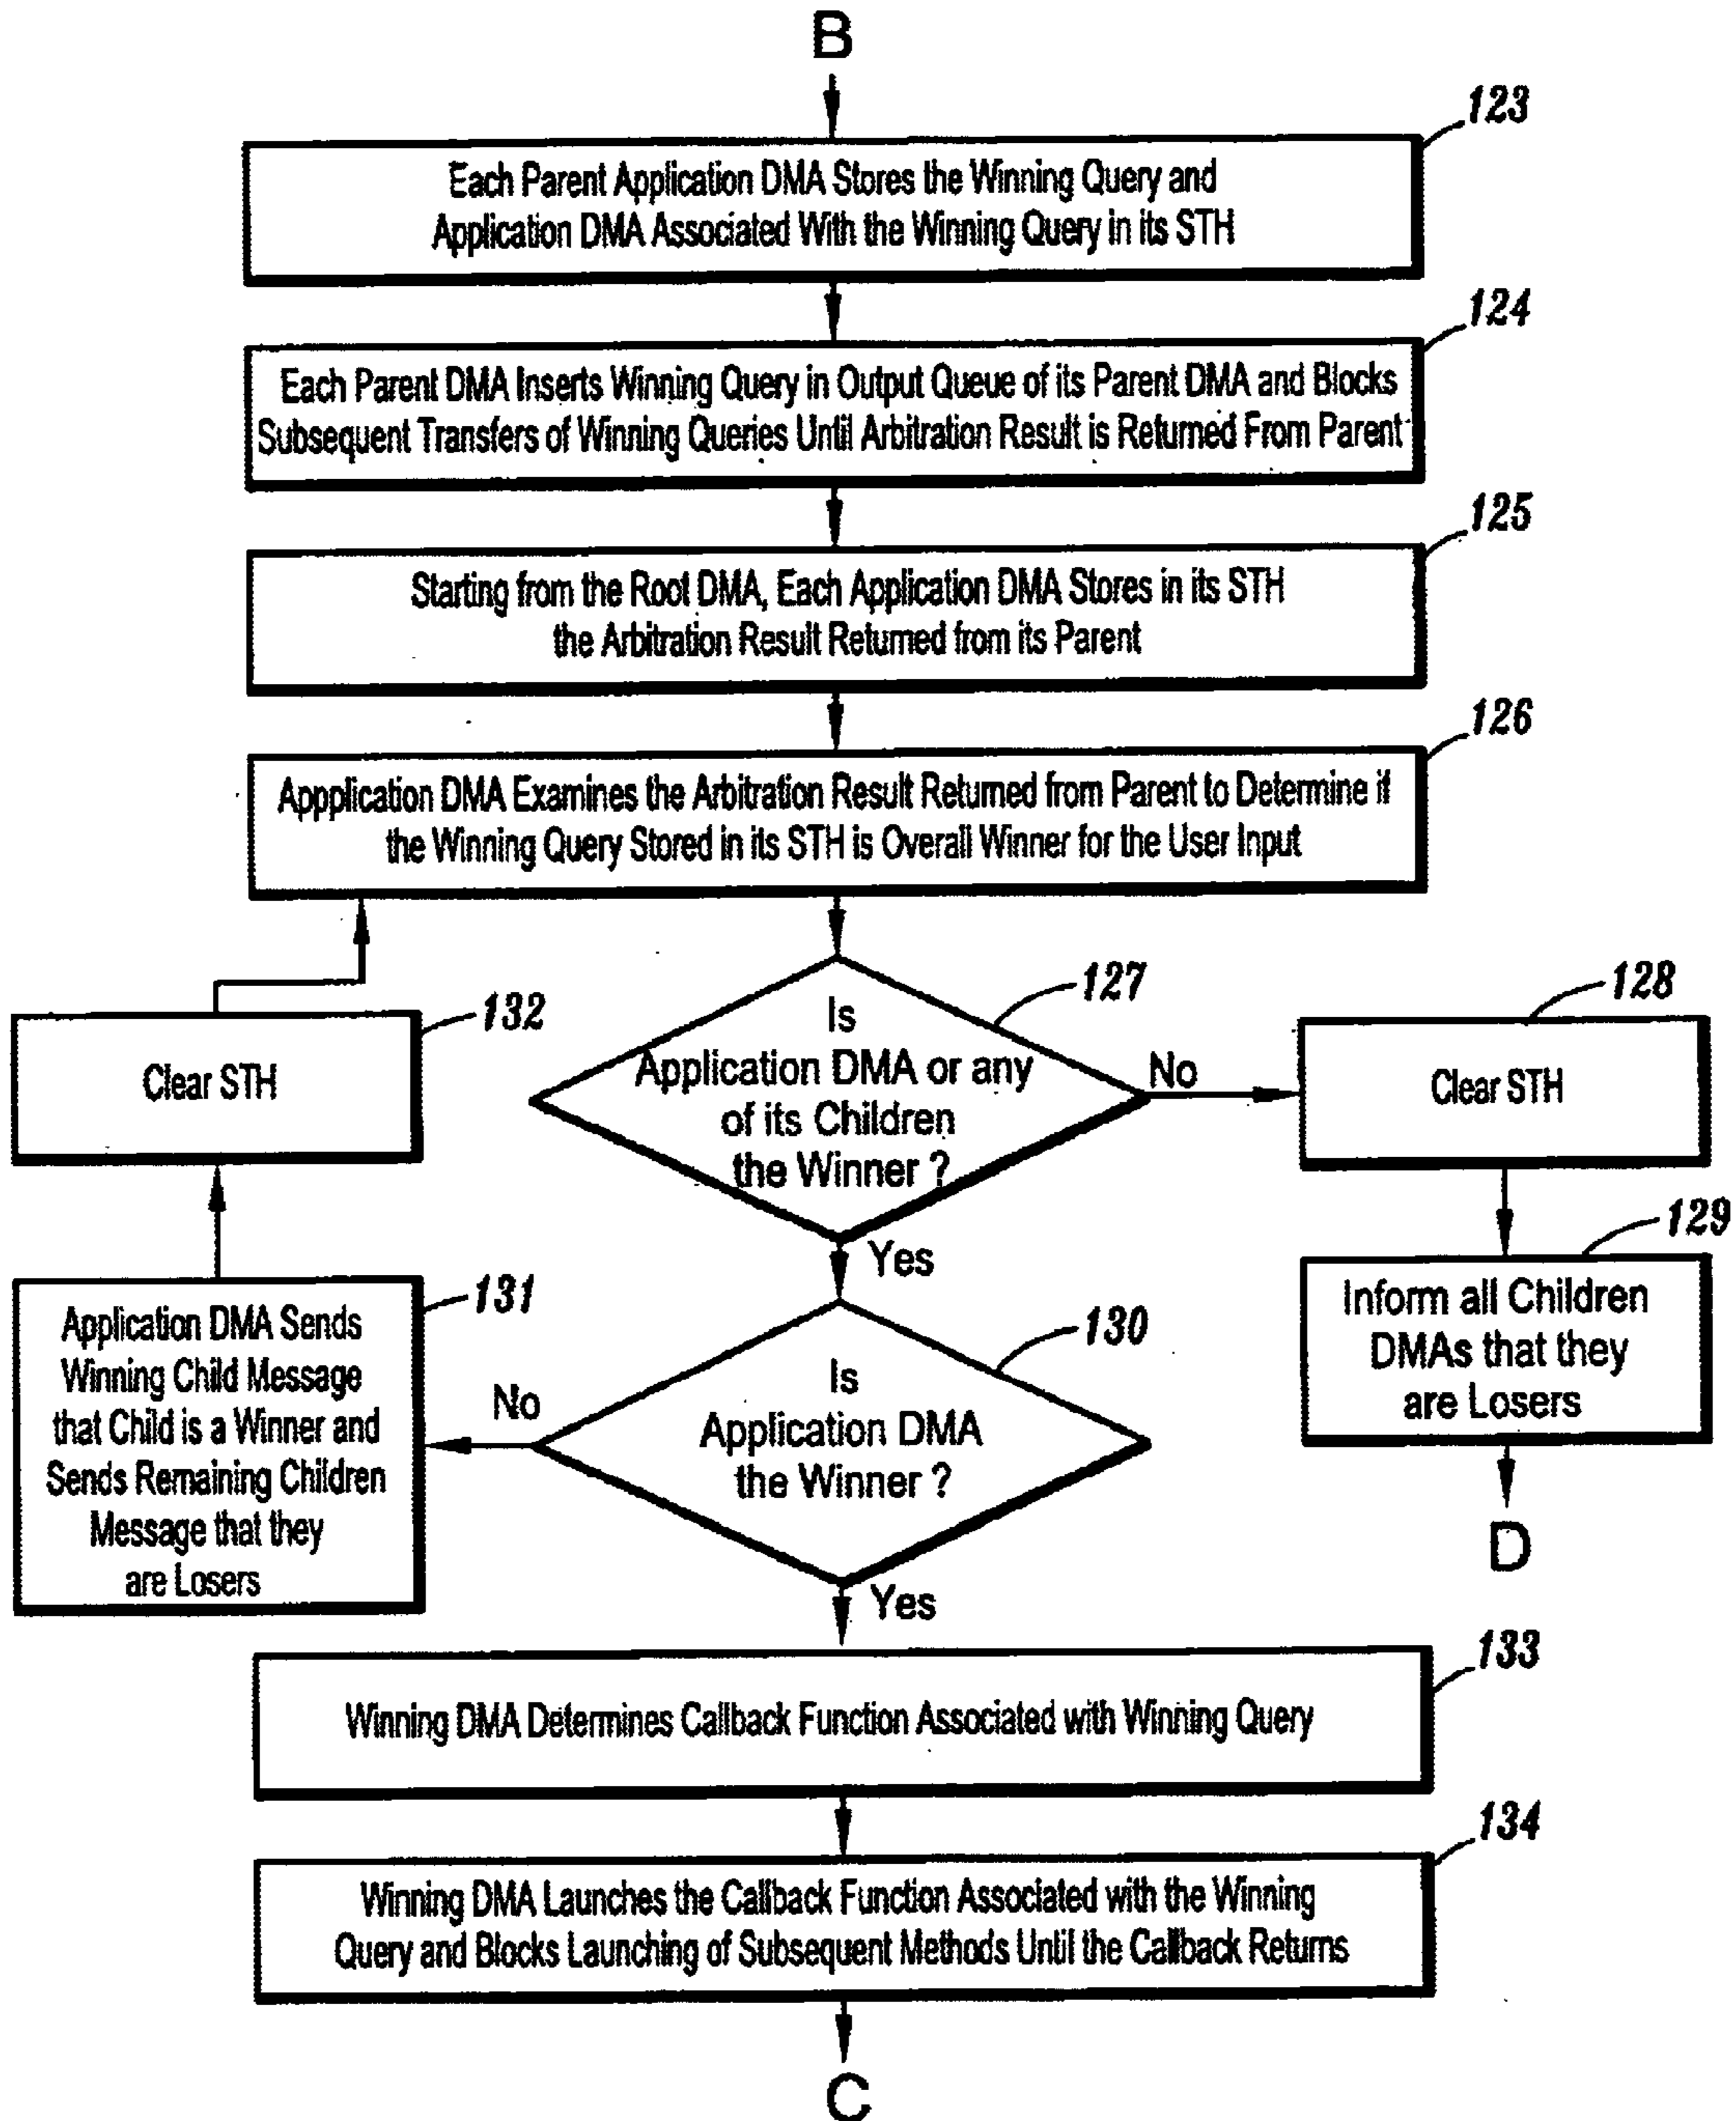 B
123
Each Parent Application DMA Stores the Winning Query and
Application DMA Associated With the Winning Query in its STH
124
Each Parent DMA Inserts Winning Query in Output Queue of its Parent DMA and Blocks
Subsequent Transfers of Winning Queries Until Arbitration Result is Returned From Parent
125
Starting from the Root DMA, Each Application DMA Stores in its STH
the Arbitration Result Returned from its Parent
126
Appplication DMA Examines the Arbitration Result Returned from Parent to Determine if
the Winning Query Stored in its STH is Overall Winner for the User Input
127
Is
Application DMA or any
of its Children
the Winner ?
No
Yes
128
Clear STH
129
Inform all Children
DMAs that they
are Losers
D
132
Clear STH
131
Application DMA Sends
Winning Child Message
that Child is a Winner and
Sends Remaining Children
Message that they
are Losers
130
Is
Application DMA
the Winner ?
No
Yes
133
Winning DMA Determines Callback Function Associated with Winning Query
134
Winning DMA Launches the Callback Function Associated with the Winning
Query and Blocks Launching of Subsequent Methods Until the Callback Returns
C